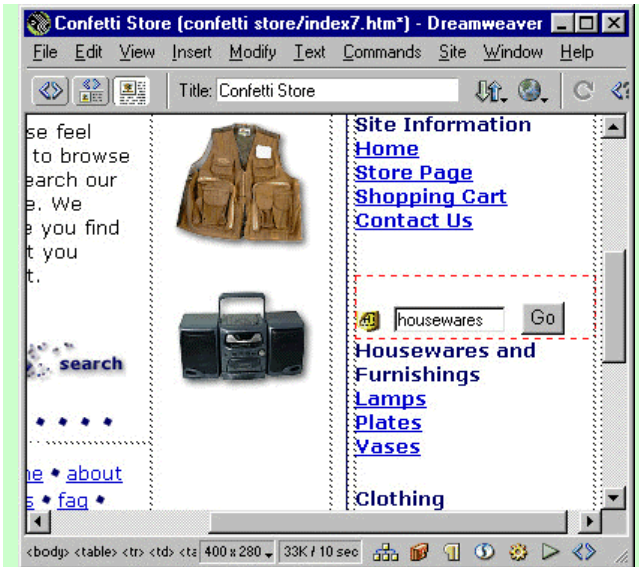 Confetti Store (confetti store/index7.htm*) - Dreamweaver
File Edit View Insert Modify Text Commands Site Window Help
Title: Confetti Store
se feel
to browse
earch our
e. We
e you find
t you
t.
search
ne • about
s • faq •
Site Information
Home
Store Page
Shopping Cart
Contact Us
housewares Go
Housewares and
Furnishings
Lamps
Plates
Vases
Clothing
<body> <table> <tr> <td> <ta 400 x 280 33K / 10 sec